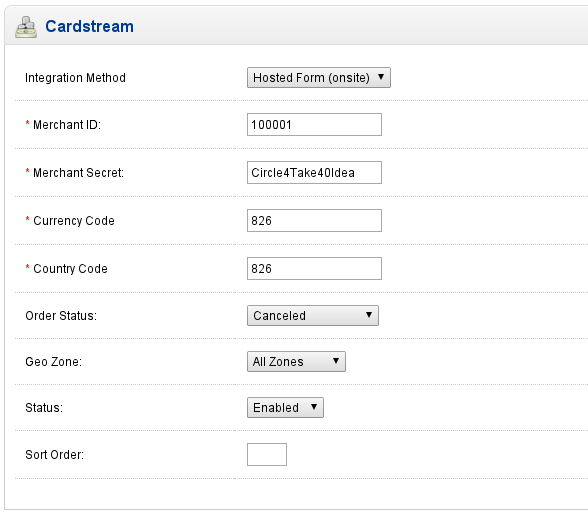 Cardstream
Integration Method Hosted Form (onsite)
* Merchant ID: 100001
* Merchant Secret: Circle4Take40Idea
* Currency Code 826
* Country Code 826
Order Status: Canceled
Geo Zone: All Zones
Status: Enabled
Sort Order: